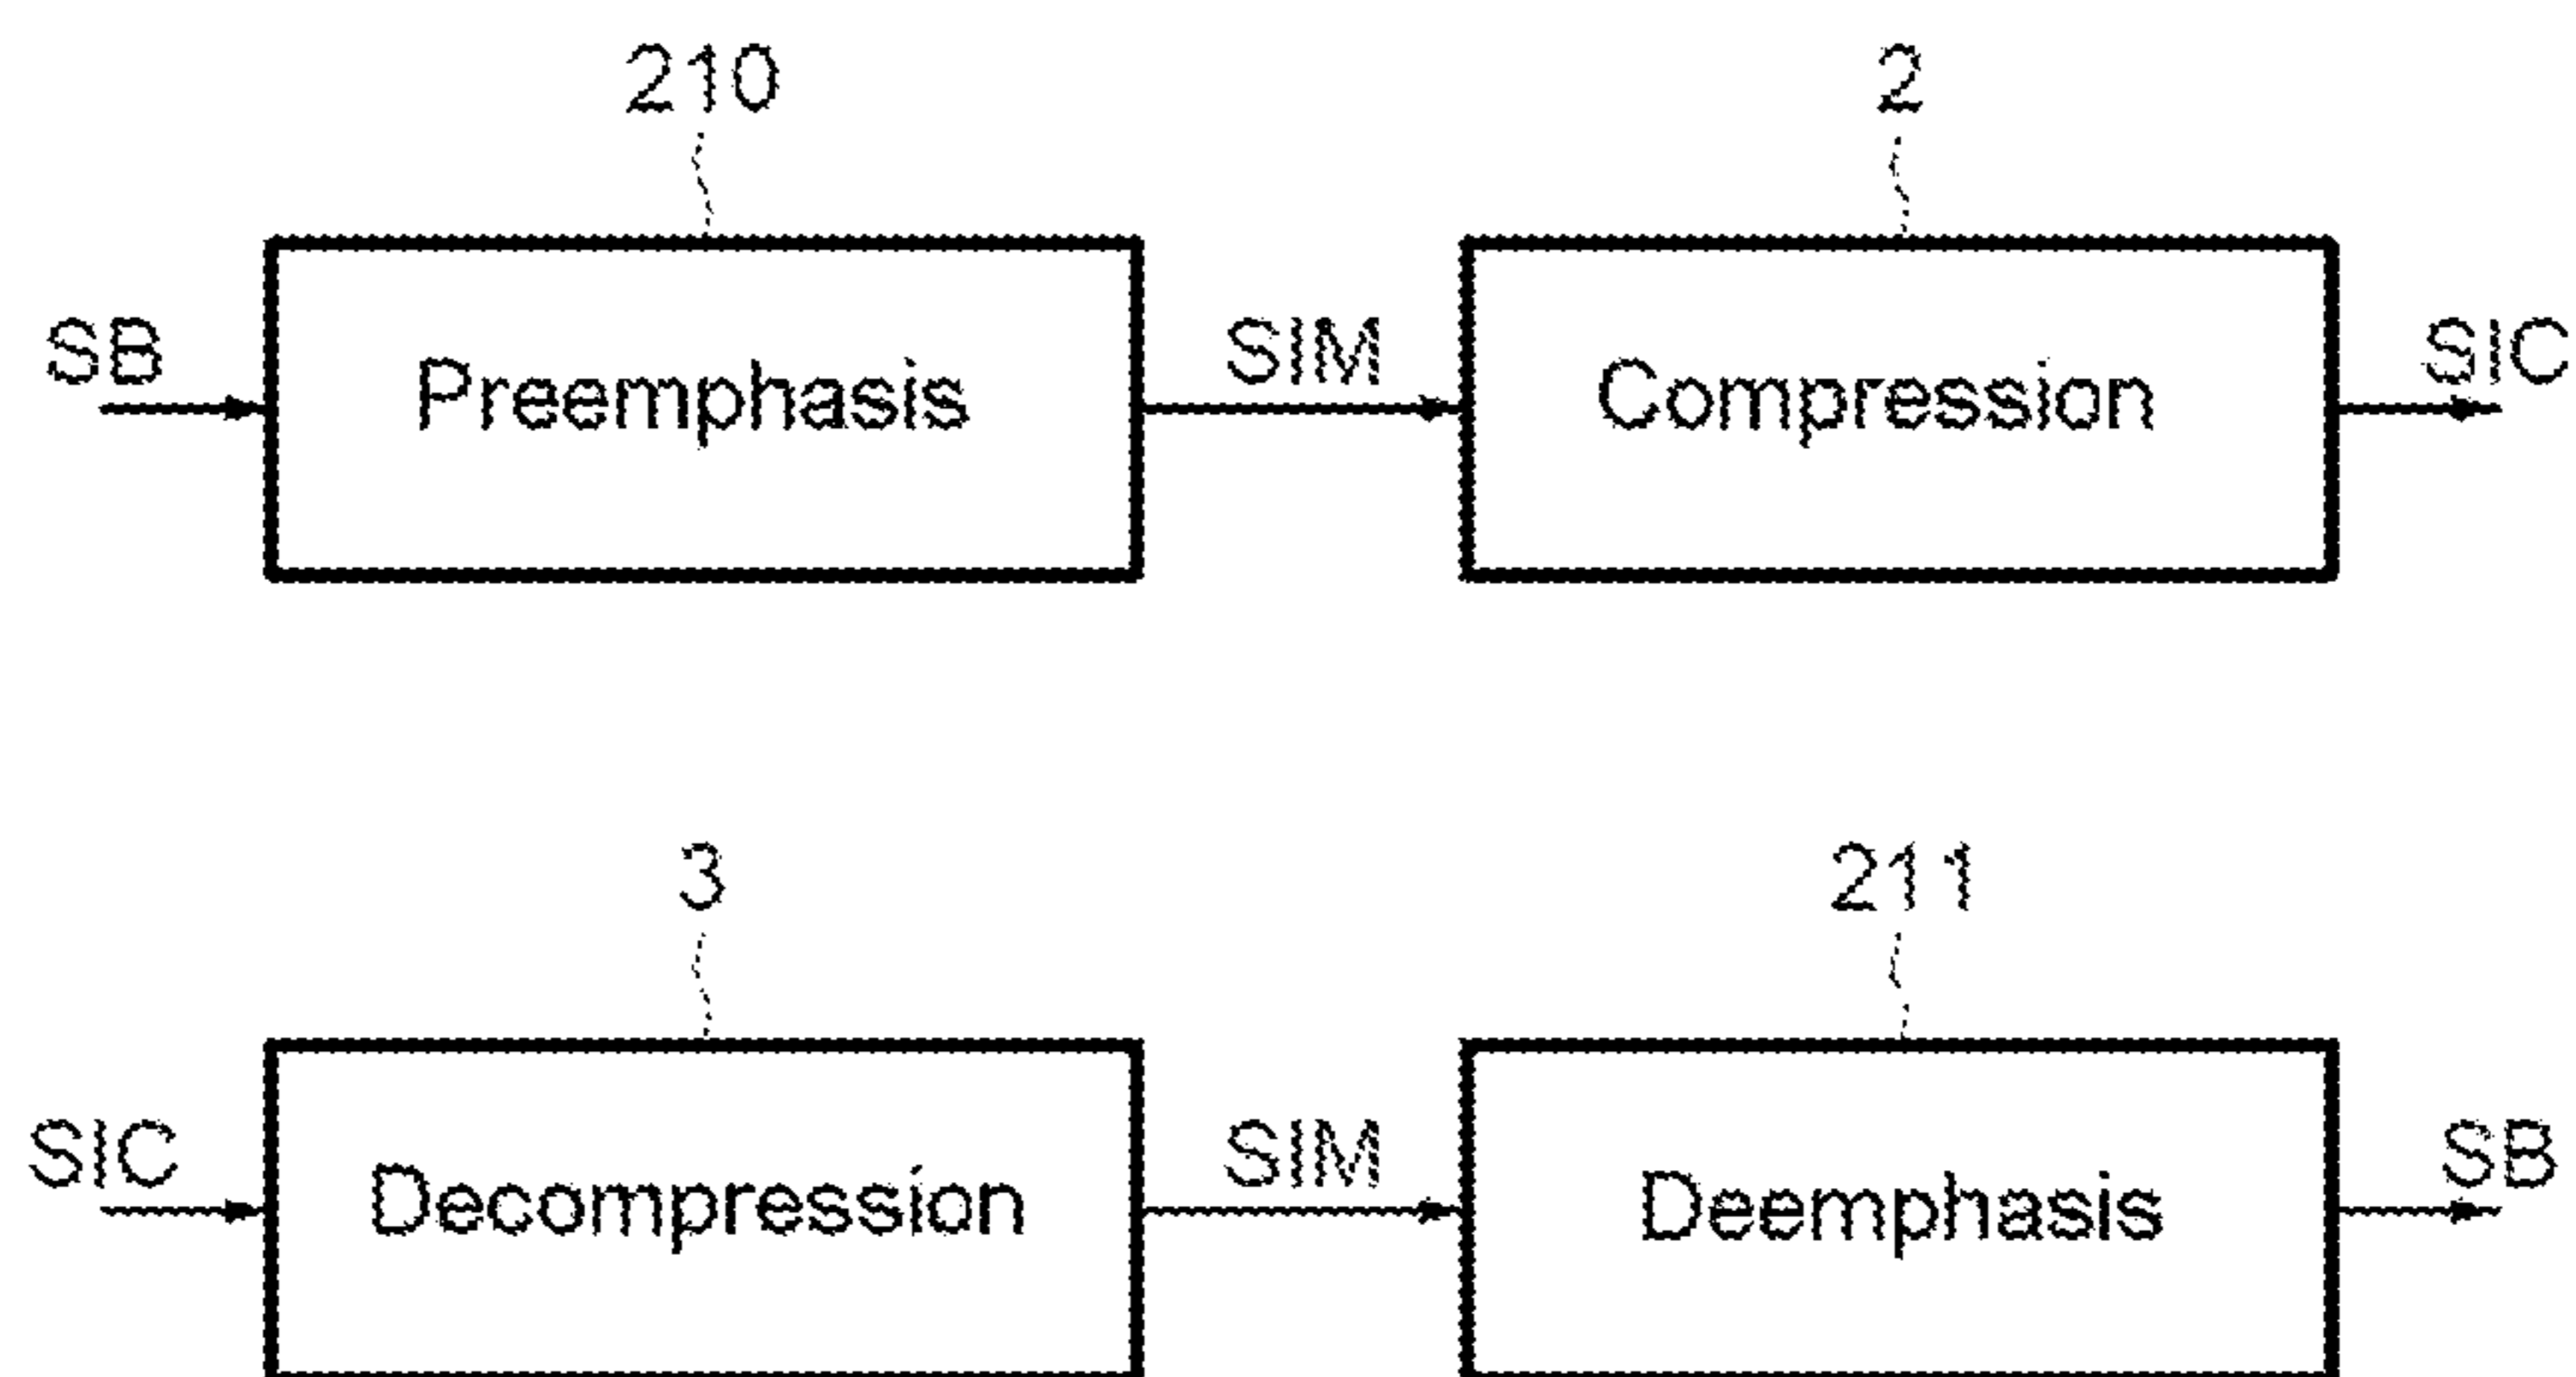 210 2
SB Preemphasis SIM Compression SIC
3 211
SIC Decompression SIM Deemphasis SB